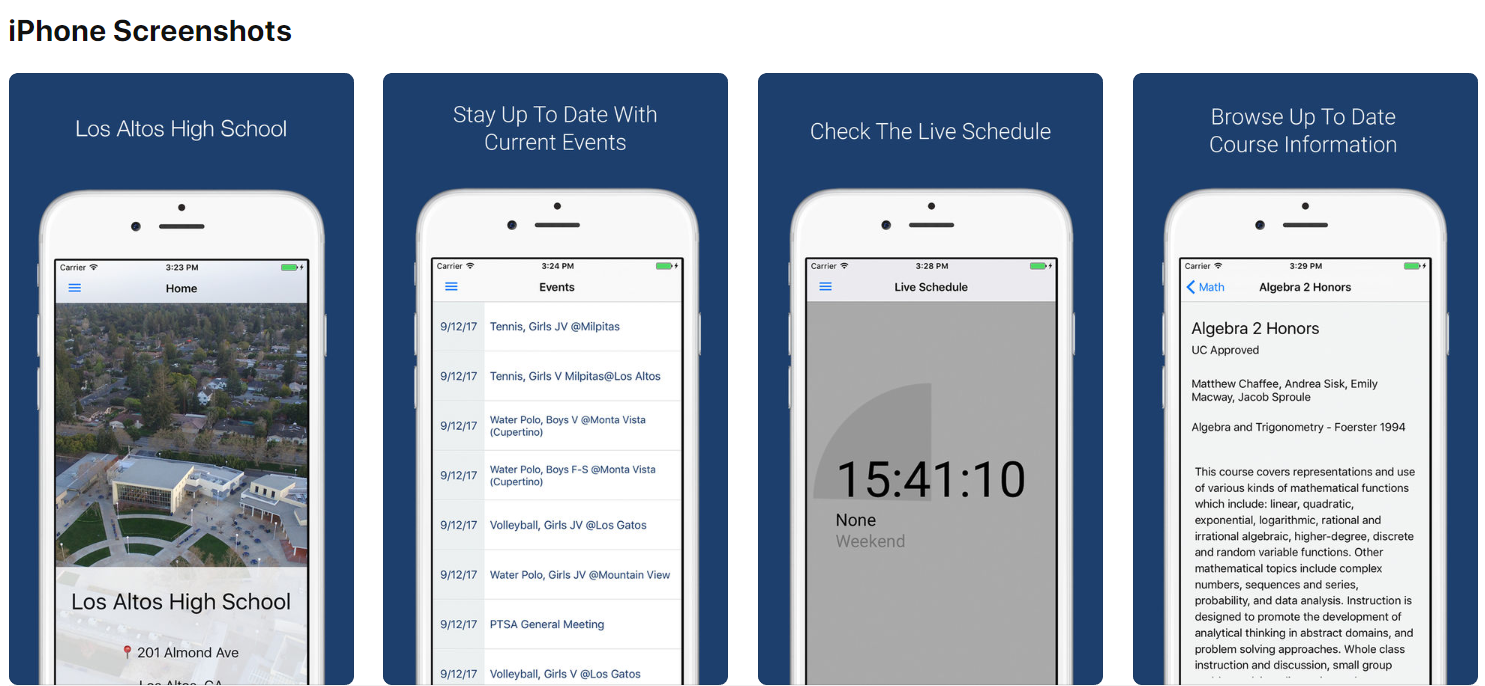 iPhone Screenshots
Los Altos High School
Carrier 3:23 PM
Home
Los Altos High School
201 Almond Ave
Los Altos, CA
Stay Up To Date With
Current Events
Carrier 3:24 PM
Events
9/12/17 Tennis, Girls JV @Milpitas
9/12/17 Tennis, Girls V Milpitas@Los Altos
9/12/17 Water Polo, Boys V @Monta Vista
(Cupertino)
9/12/17 Water Polo, Boys F-S @Monta Vista
(Cupertino)
9/12/17 Volleyball, Girls JV @Los Gatos
9/12/17 Water Polo, Girls JV @Mountain View
9/12/17 PTSA General Meeting
9/12/17 Volleyball, Girls V @Los Gatos
Check The Live Schedule
Carrier 3:28 PM
Live Schedule
15:41:10
None
Weekend
Browse Up To Date
Course Information
Carrier 3:29 PM
Math Algebra 2 Honors
Algebra 2 Honors
UC Approved
Matthew Chaffee, Andrea Sisk, Emily
Macway, Jacob Sproule
Algebra and Trigonometry - Foerster 1994
This course covers representations and use
of various kinds of mathematical functions
which include: linear, quadratic,
exponential, logarithmic, rational and
irrational algebraic, higher-degree, discrete
and random variable functions. Other
mathematical topics include complex
numbers, sequences and series,
probability, and data analysis. Instruction is
designed to promote the development of
analytical thinking in abstract domains, and
problem solving approaches. Whole class
instruction and discussion, small group